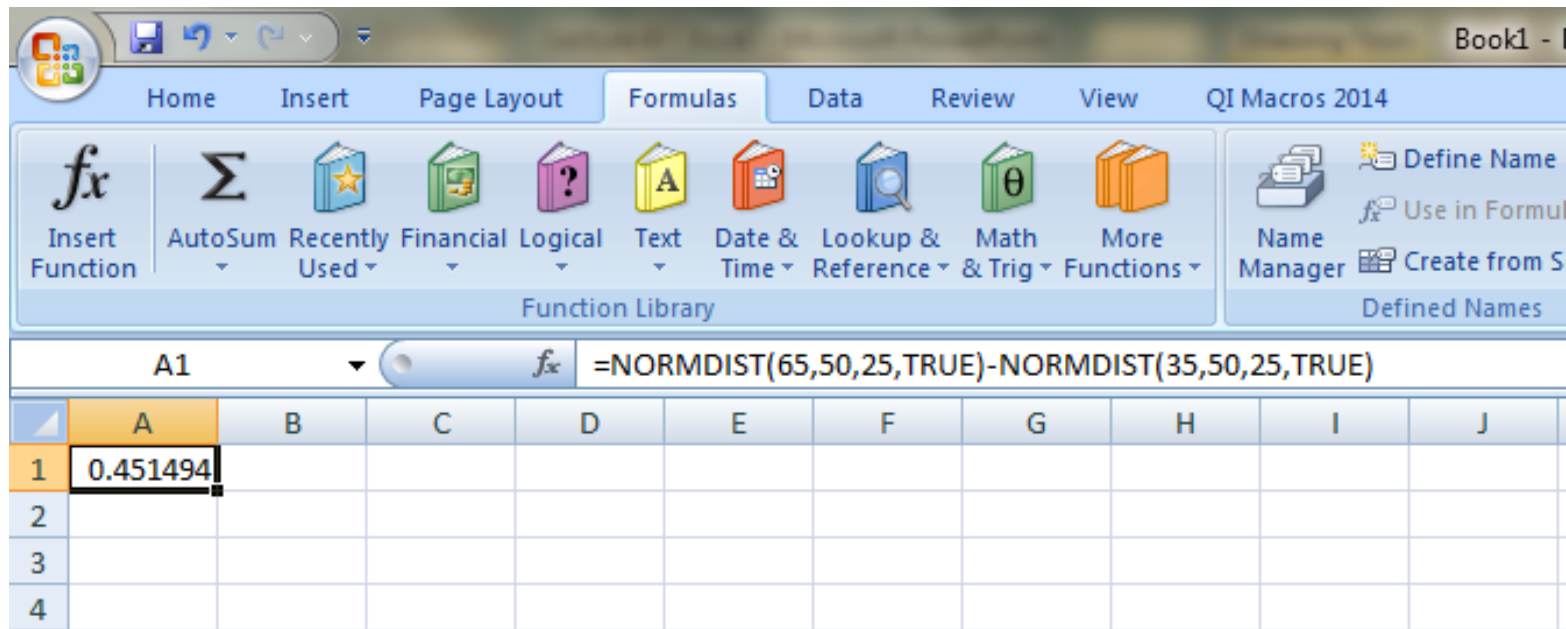 Book1 -
Home Insert Page Layout Formulas Data Review View QI Macros 2014
fx Σ ? A θ Define Name
fx Use in Formul
Insert AutoSum Recently Financial Logical Text Date & Lookup & Math More Name
Function Used Time Reference & Trig Functions Manager Create from S
Function Library Defined Names
A1 fx =NORMDIST(65,50,25,TRUE)-NORMDIST(35,50,25,TRUE)
A B C D E F G H I J
1 0.451494
2
3
4